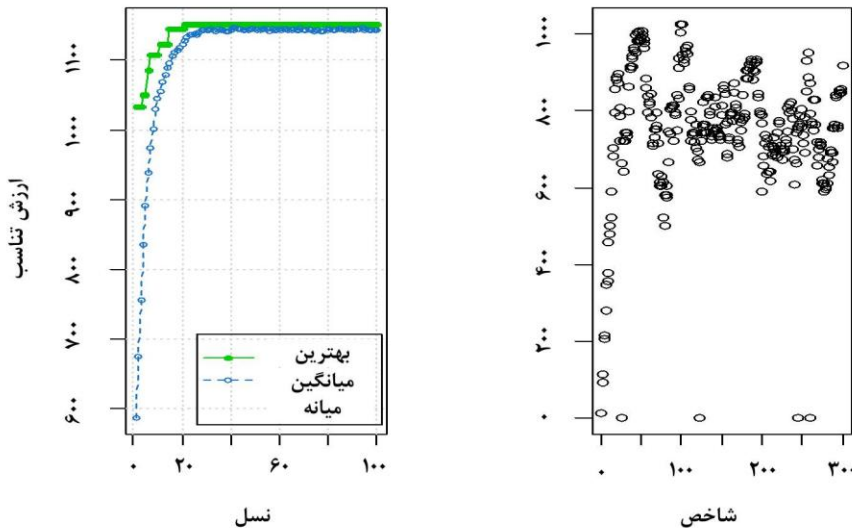 ارزش تناسب
۱۱۰۰
۱۰۰۰
۹۰۰
۸۰۰
۷۰۰
۶۰۰
بهترین
میانگین
میانه
۰ ۲۰ ۶۰ ۱۰۰
نسل
۱۰۰۰
۸۰۰
۶۰۰
۴۰۰
۲۰۰
۰
۰ ۱۰۰ ۲۰۰ ۳۰۰
شاخص